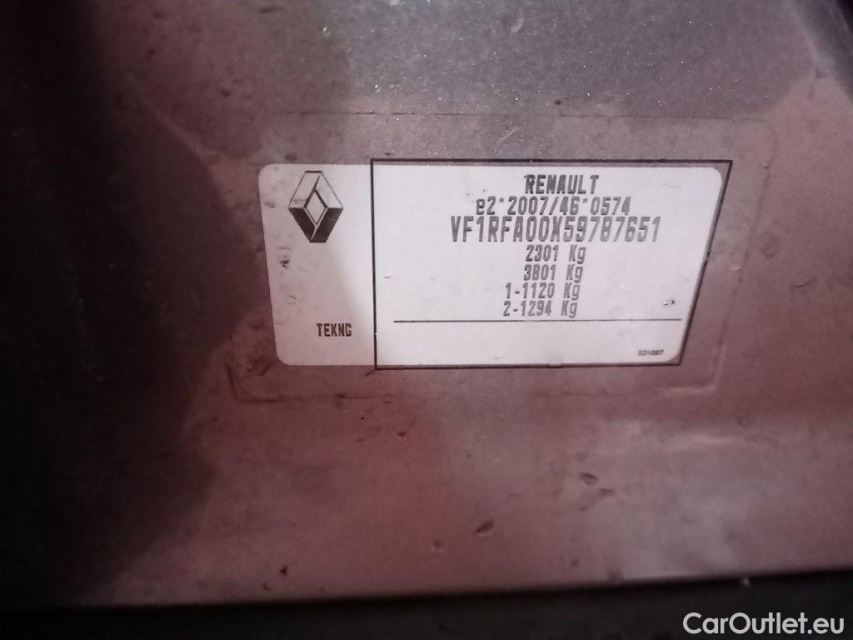 RENAULT
e2*2007/46*0574
VF1RFA00X59787651
2301 Kg
3801 Kg
1-1120 Kg
2-1294 Kg
TEKNG
CarOutlet.eu